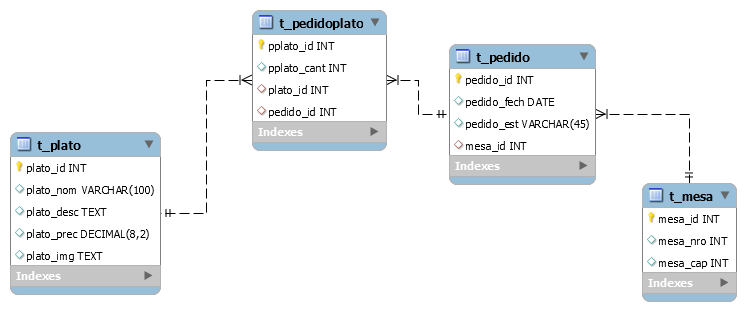 t_pedidoplato
pplato_id INT
pplato_cant INT
plato_id INT
pedido_id INT
Indexes
t_pedido
pedido_id INT
pedido_fech DATE
pedido_est VARCHAR(45)
mesa_id INT
Indexes
t_plato
plato_id INT
plato_nom VARCHAR(100)
plato_desc TEXT
plato_prec DECIMAL(8,2)
plato_img TEXT
Indexes
t_mesa
mesa_id INT
mesa_nro INT
mesa_cap INT
Indexes